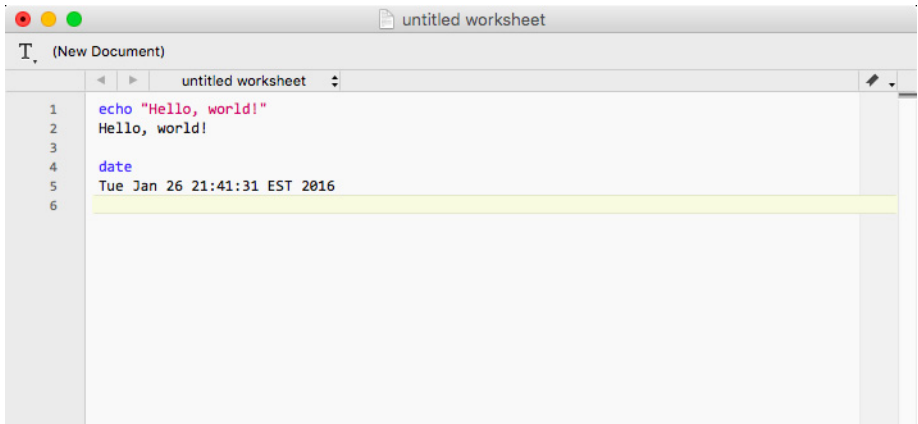 untitled worksheet
T (New Document)
untitled worksheet
1 echo "Hello, world!"
2 Hello, world!
3
4 date
5 Tue Jan 26 21:41:31 EST 2016
6